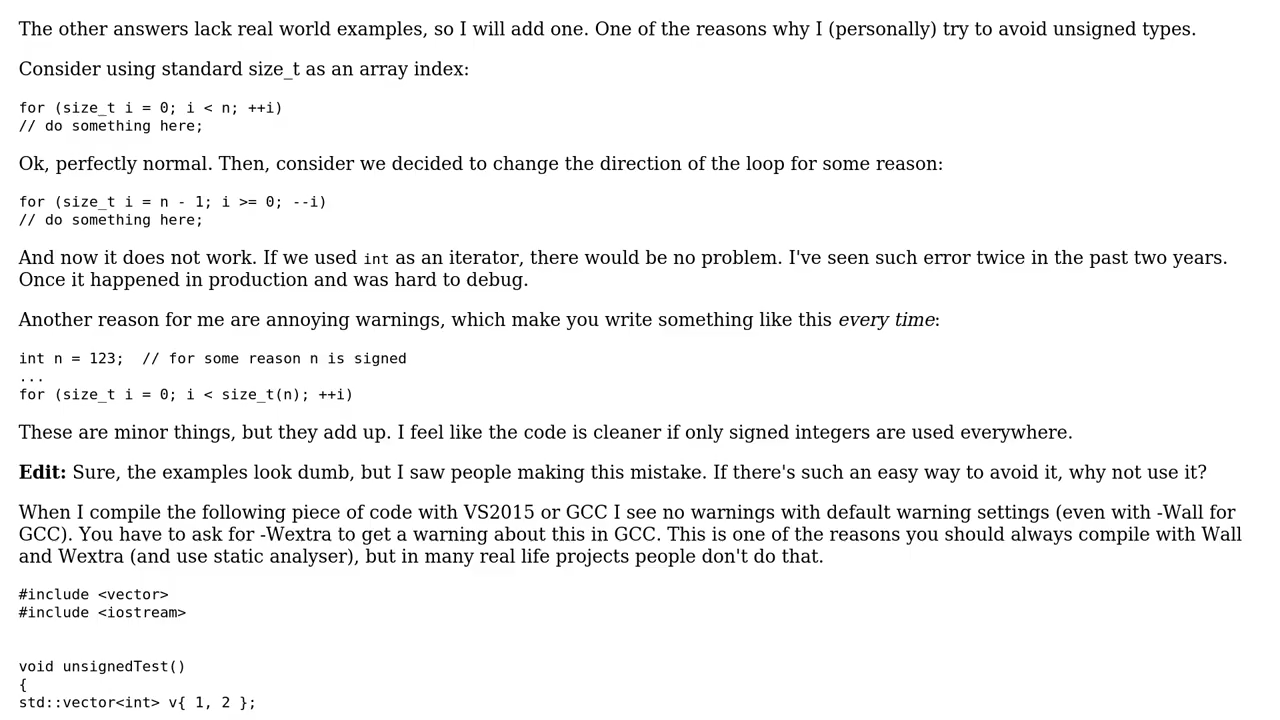 The other answers lack real world examples, so I will add one. One of the reasons why I (personally) try to avoid unsigned types.
Consider using standard size_t as an array index:
for (size_t i = 0; i < n; ++i)
// do something here;
Ok, perfectly normal. Then, consider we decided to change the direction of the loop for some reason:
for (size_t i = n - 1; i >= 0; --i)
// do something here;
And now it does not work. If we used int as an iterator, there would be no problem. I've seen such error twice in the past two years.
Once it happened in production and was hard to debug.
Another reason for me are annoying warnings, which make you write something like this every time:
int n = 123;  // for some reason n is signed
...
for (size_t i = 0; i < size_t(n); ++i)
These are minor things, but they add up. I feel like the code is cleaner if only signed integers are used everywhere.
Edit: Sure, the examples look dumb, but I saw people making this mistake. If there's such an easy way to avoid it, why not use it?
When I compile the following piece of code with VS2015 or GCC I see no warnings with default warning settings (even with -Wall for
GCC). You have to ask for -Wextra to get a warning about this in GCC. This is one of the reasons you should always compile with Wall
and Wextra (and use static analyser), but in many real life projects people don't do that.
#include <vector>
#include <iostream>
void unsignedTest()
{
std::vector<int> v{ 1, 2 };